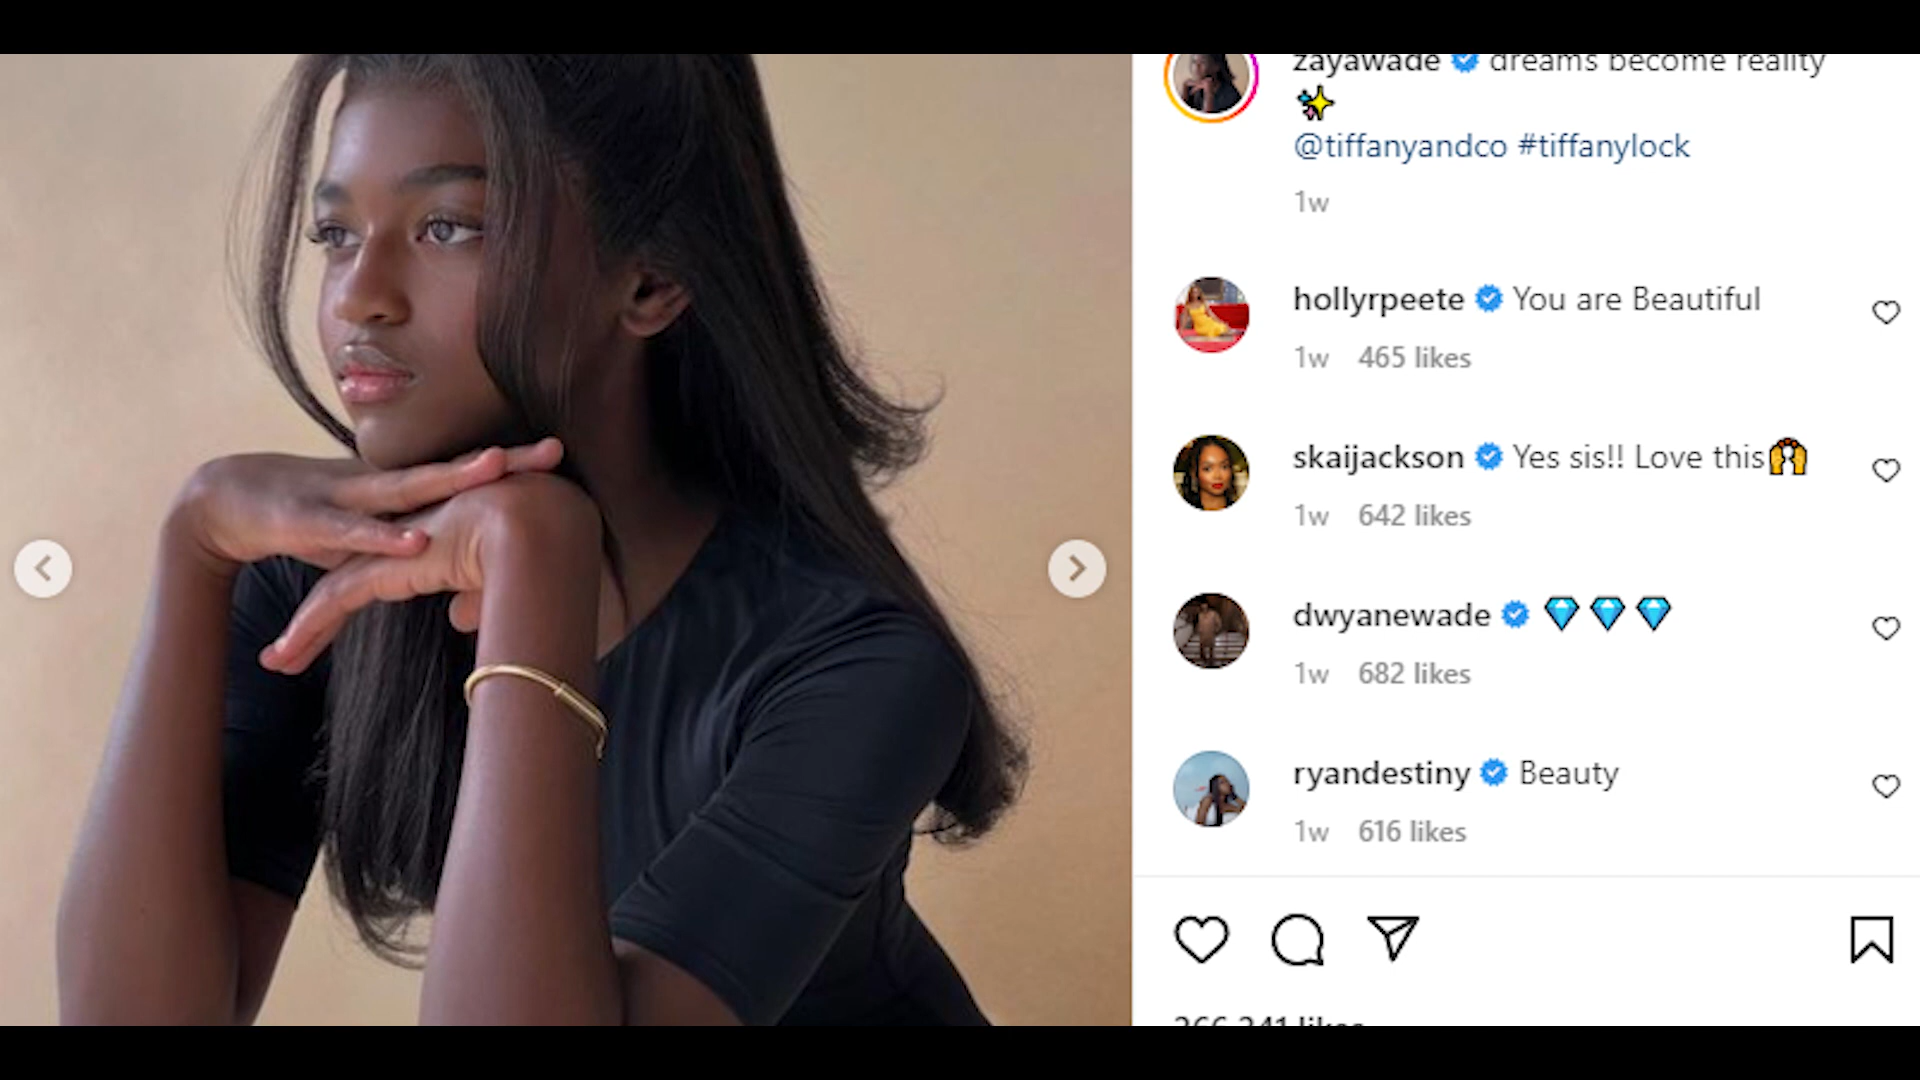 zayawade dreams become reality
✨
@tiffanyandco #tiffanylock
1w
hollyrpeete You are Beautiful
1w 465 likes
skaijackson Yes sis!! Love this🙌
1w 642 likes
dwyanewade 💎💎💎
1w 682 likes
ryandestiny Beauty
1w 616 likes